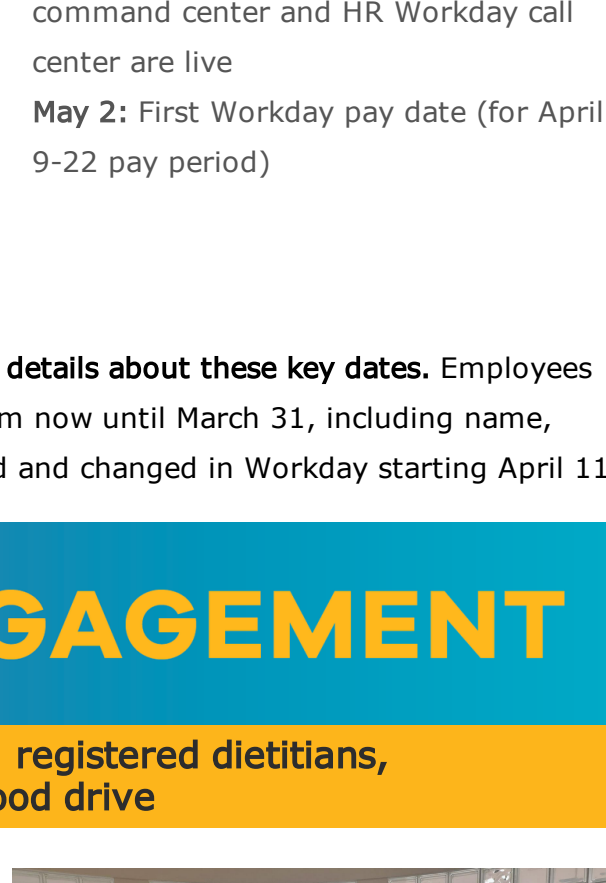 command center and HR Workday call
center are live
May 2: First Workday pay date (for April
9-22 pay period)
details about these key dates. Employees
now until March 31, including name,
and changed in Workday starting April 11
GAGEMENT
registered dietitians,
drive